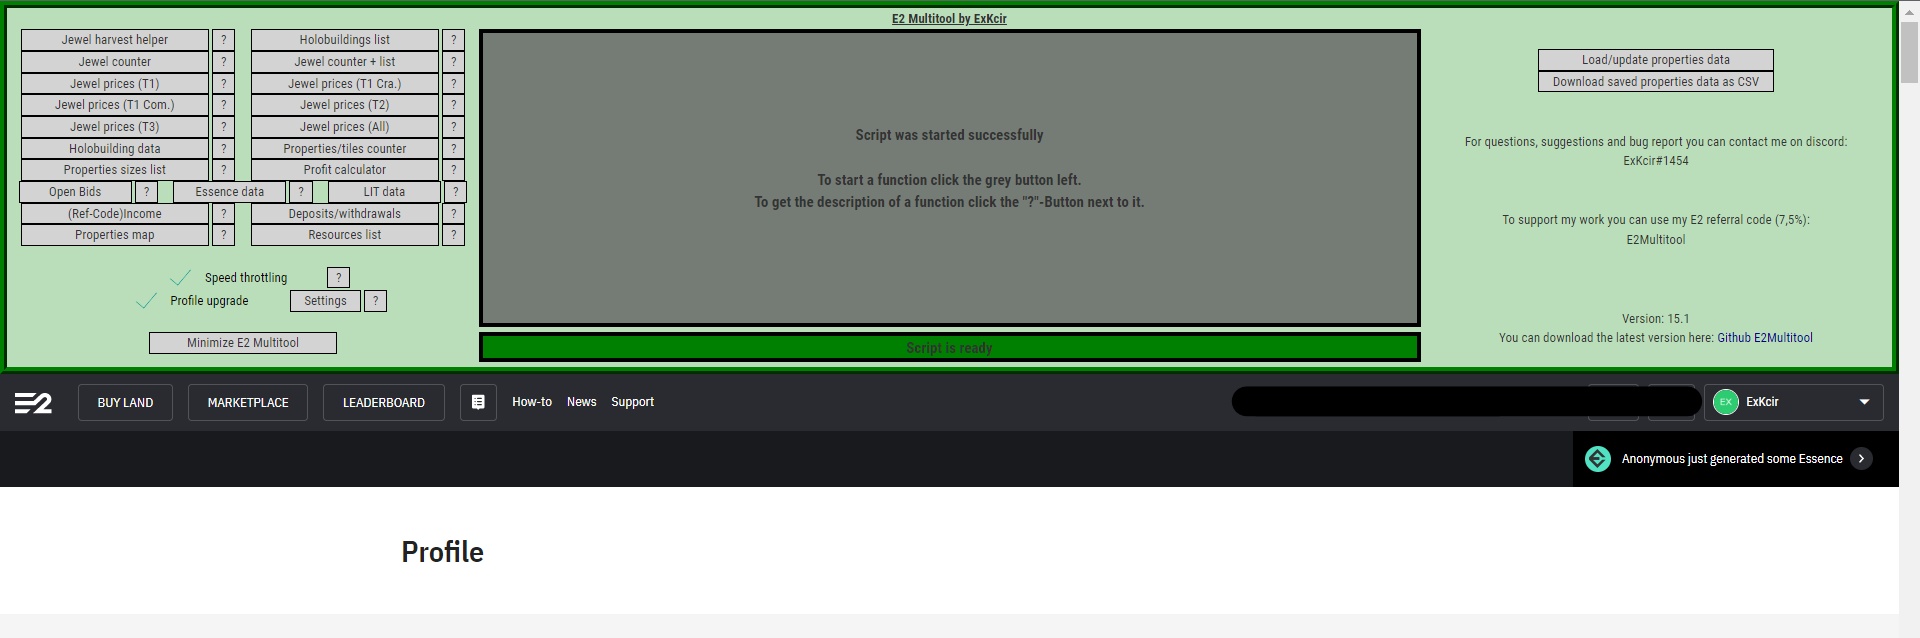 E2 Multitool by ExKcir
Jewel harvest helper ? Holobuildings list ?
Jewel counter ? Jewel counter + list ?
Jewel prices (T1) ? Jewel prices (T1 Cra.) ?
Jewel prices (T1 Com.) ? Jewel prices (T2) ?
Jewel prices (T3) ? Jewel prices (All) ?
Holobuilding data ? Properties/tiles counter ?
Properties sizes list ? Profit calculator ?
Open Bids ? Essence data ? LIT data ?
(Ref-Code)Income ? Deposits/withdrawals ?
Properties map ? Resources list ?
Speed throttling ?
Profile upgrade Settings ?
Minimize E2 Multitool
Script was started successfully
To start a function click the grey button left.
To get the description of a function click the "?"-Button next to it.
Script is ready
Load/update properties data
Download saved properties data as CSV
For questions, suggestions and bug report you can contact me on discord:
ExKcir#1454
To support my work you can use my E2 referral code (7,5%):
E2Multitool
Version: 15.1
You can download the latest version here: Github E2Multitool
E2 BUY LAND MARKETPLACE LEADERBOARD How-to News Support EX ExKcir
Anonymous just generated some Essence
Profile